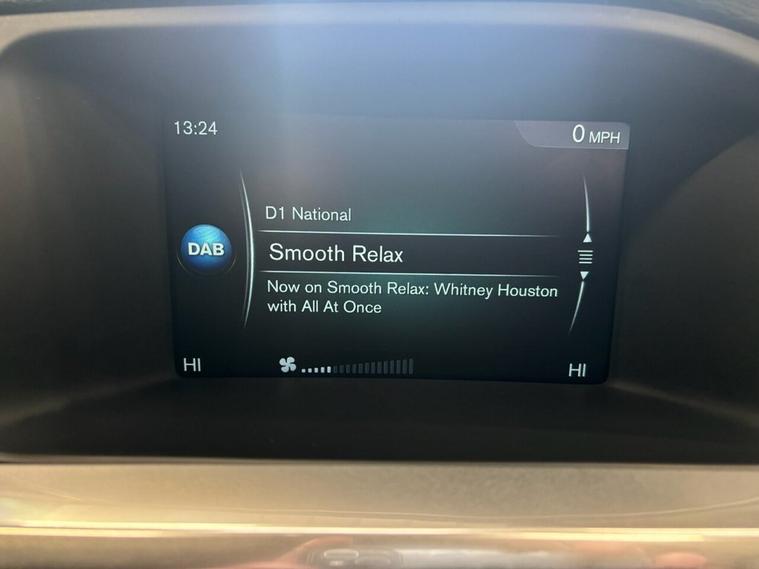 13:24
0 MPH
D1 National
DAB
Smooth Relax
Now on Smooth Relax: Whitney Houston
with All At Once
HI
HI